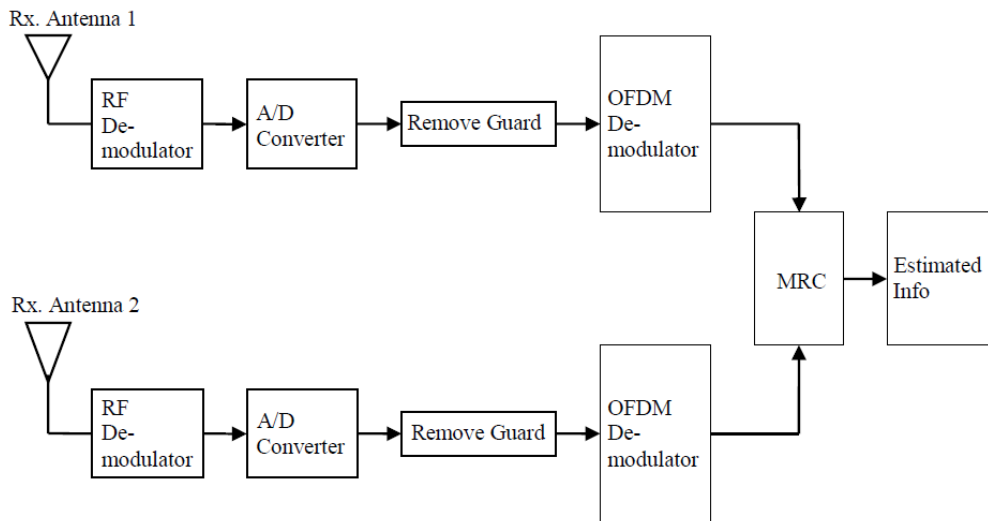 Rx. Antenna 1
RF
De-
modulator
A/D
Converter
Remove Guard
OFDM
De-
modulator
MRC
Estimated
Info
Rx. Antenna 2
RF
De-
modulator
A/D
Converter
Remove Guard
OFDM
De-
modulator